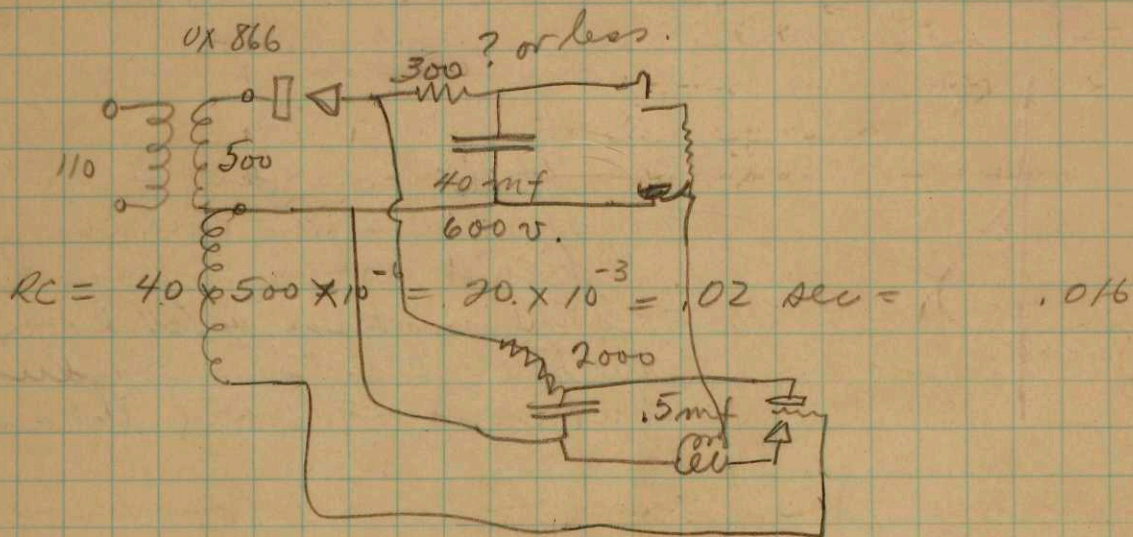 UX 866
300 ? or less.
110
500
40 mf
600 v.
RC = 40 × 500 × 10⁻⁶ = 20. × 10⁻³ = .02 sec = .016
2000
.5 mf